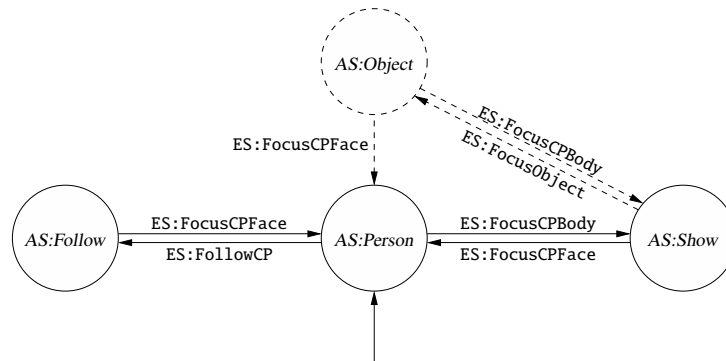 AS:Object
ES:FocusCPBody
ES:FocusObject
ES:FocusCPFace
AS:Follow
ES:FocusCPFace
ES:FollowCP
AS:Person
ES:FocusCPBody
ES:FocusCPFace
AS:Show